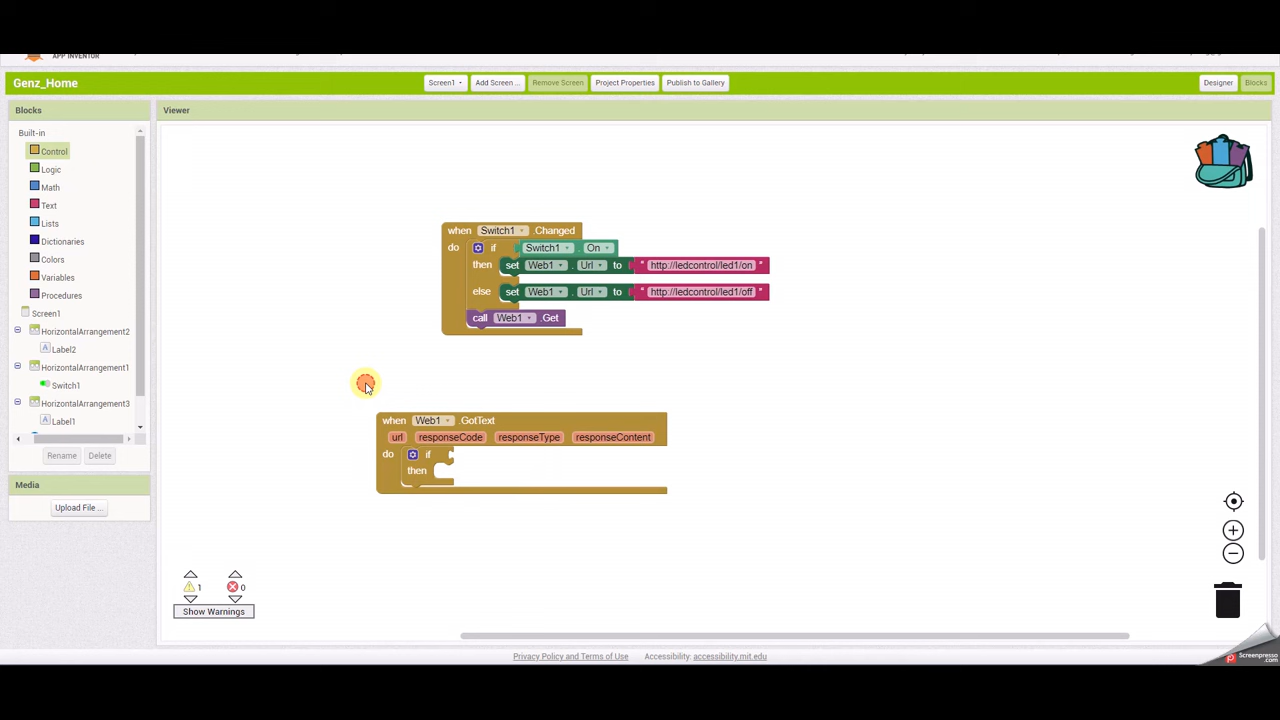 APP INVENTOR
Genz_Home
Screen1
Add Screen ...
Remove Screen
Project Properties
Publish to Gallery
Designer
Blocks
Blocks
Built-in
Control
Logic
Math
Text
Lists
Dictionaries
Colors
Variables
Procedures
Screen1
HorizontalArrangement2
Label2
HorizontalArrangement1
Switch1
HorizontalArrangement3
Label1
Rename
Delete
Media
Upload File ...
Viewer
when Switch1 .Changed
do if Switch1 . On
then set Web1 . Url to " http://ledcontrol/led1/on "
else set Web1 . Url to " http://ledcontrol/led1/off "
call Web1 .Get
when Web1 .GotText
url responseCode responseType responseContent
do if
then
1
0
Show Warnings
Privacy Policy and Terms of Use
Accessibility: accessibility.mit.edu
Screenpresso
.com